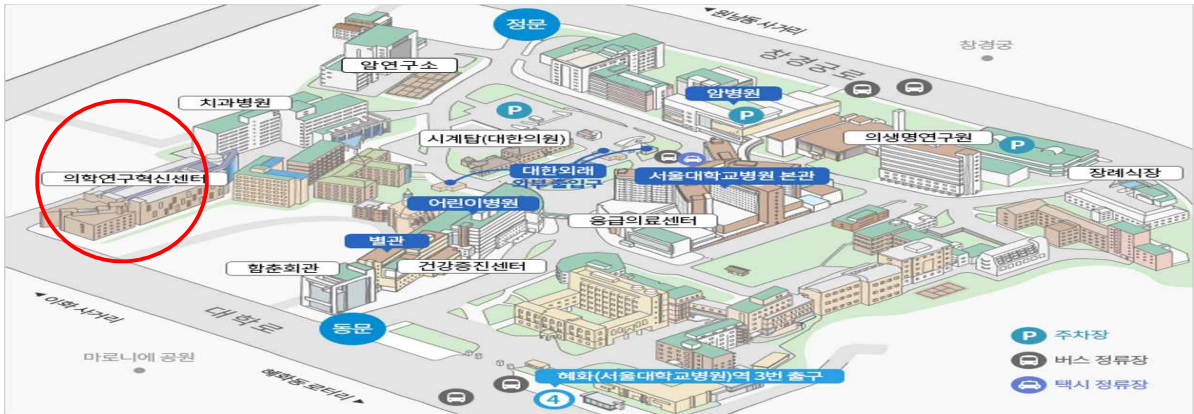 ◀원남동 사거리
정문
창경궁로
창경궁
암연구소
치과병원
암병원
P
P
P
시계탑(대한의원)
의생명연구원
의학연구혁신센터
대한외래
서울대학교병원 본관
장례식장
어린이병원
응급의료센터
별관
함춘회관
건강증진센터
◀이화사거리
대학로
동문
마로니에 공원
혜화동 로터리▶
혜화(서울대학교병원)역 3번 출구
4
P 주차장
버스 정류장
택시 정류장